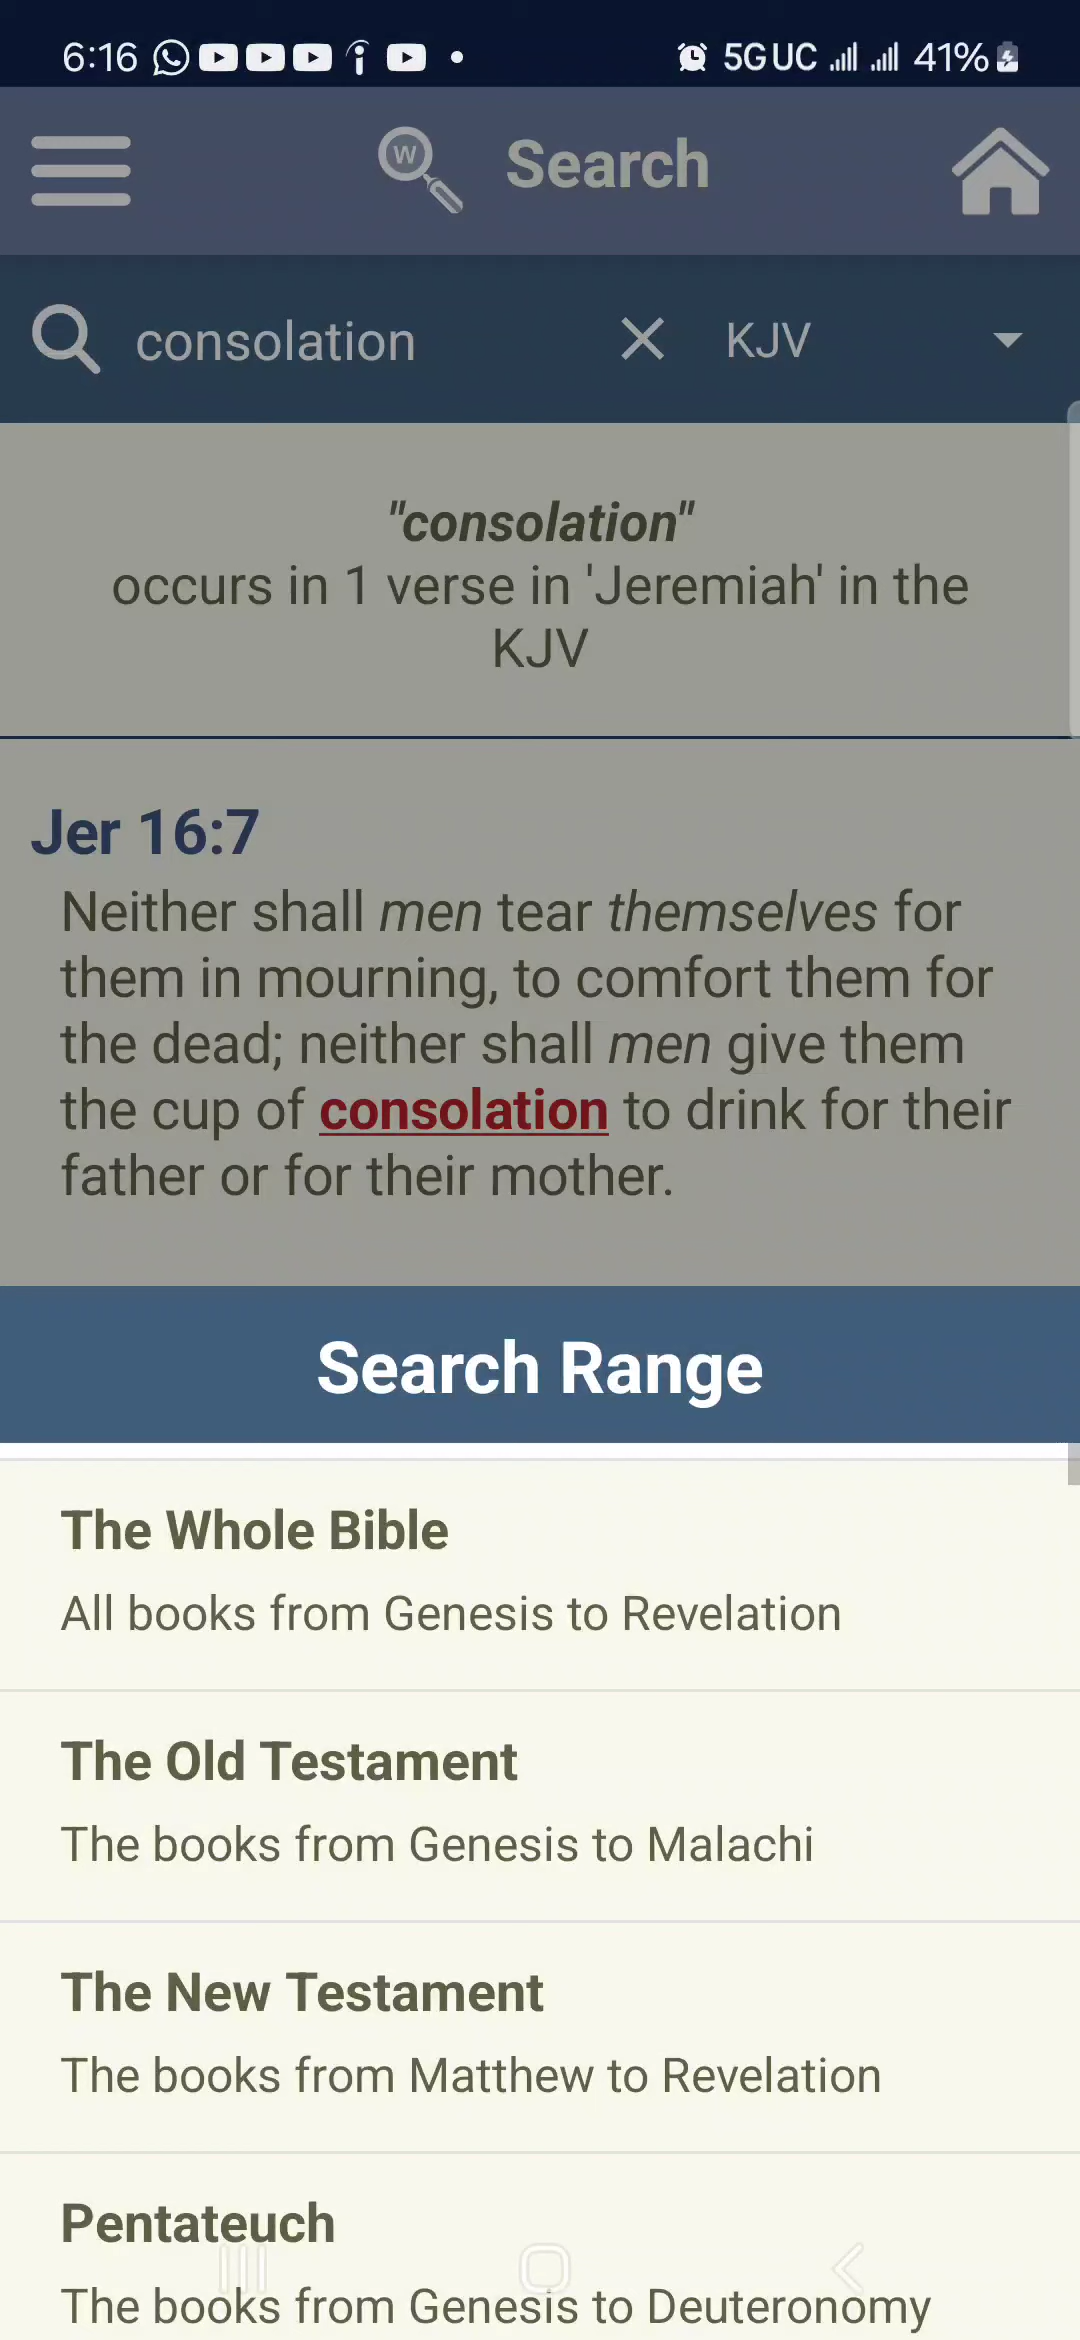 6:16 5G UC 41%
W Search
consolation KJV
"consolation"
occurs in 1 verse in 'Jeremiah' in the
KJV
Jer 16:7
Neither shall men tear themselves for
them in mourning, to comfort them for
the dead; neither shall men give them
the cup of consolation to drink for their
father or for their mother.
Search Range
The Whole Bible
All books from Genesis to Revelation
The Old Testament
The books from Genesis to Malachi
The New Testament
The books from Matthew to Revelation
Pentateuch
The books from Genesis to Deuteronomy